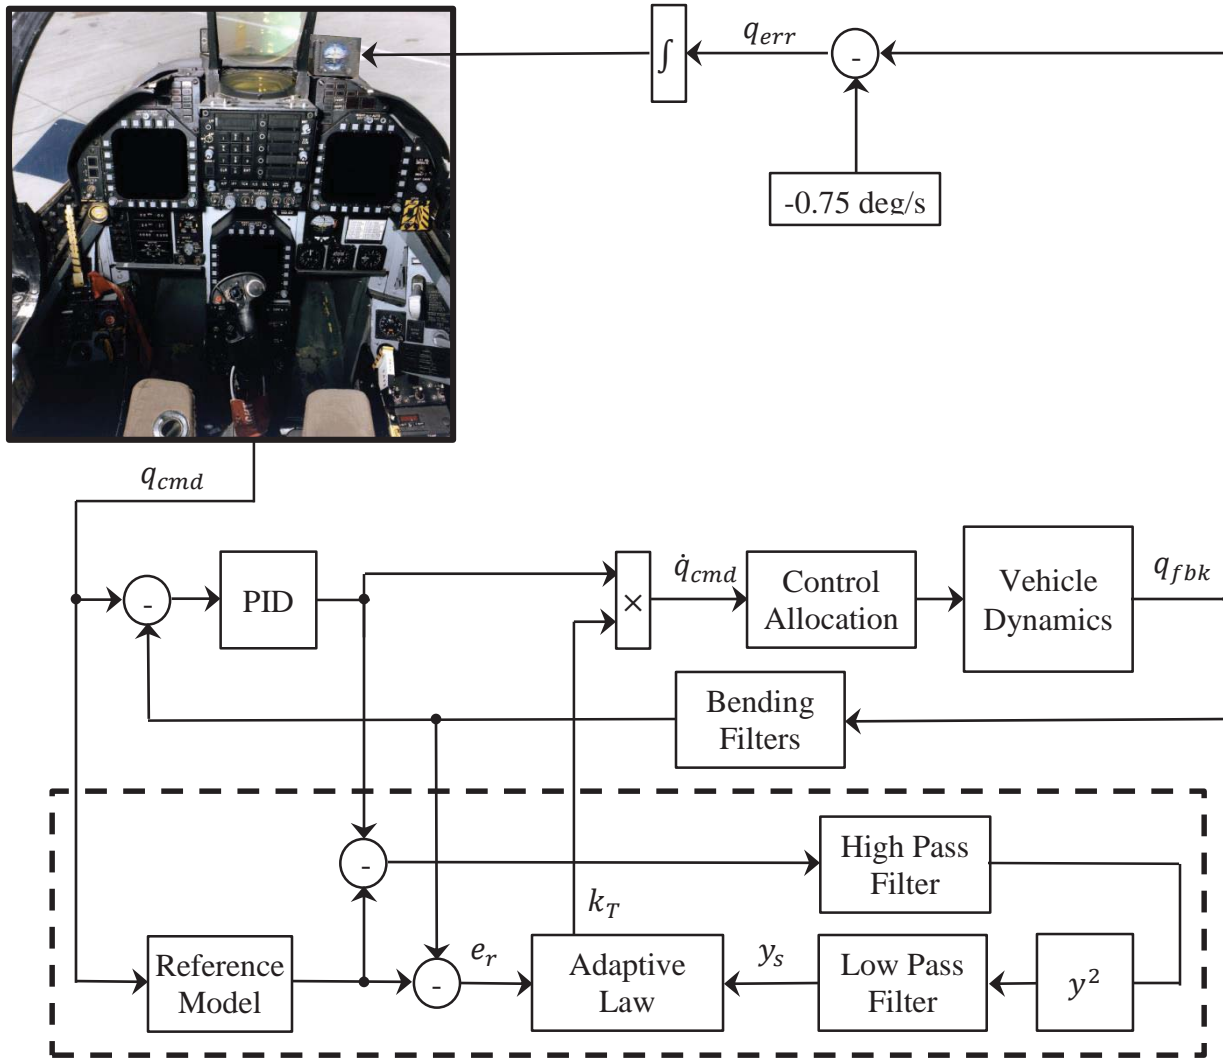 ∫
q_err
-
-0.75 deg/s
q_cmd
-
PID
×
q̇_cmd
Control
Allocation
Vehicle
Dynamics
q_fbk
Bending
Filters
-
High Pass
Filter
k_T
Reference
Model
-
e_r
Adaptive
Law
y_s
Low Pass
Filter
y²